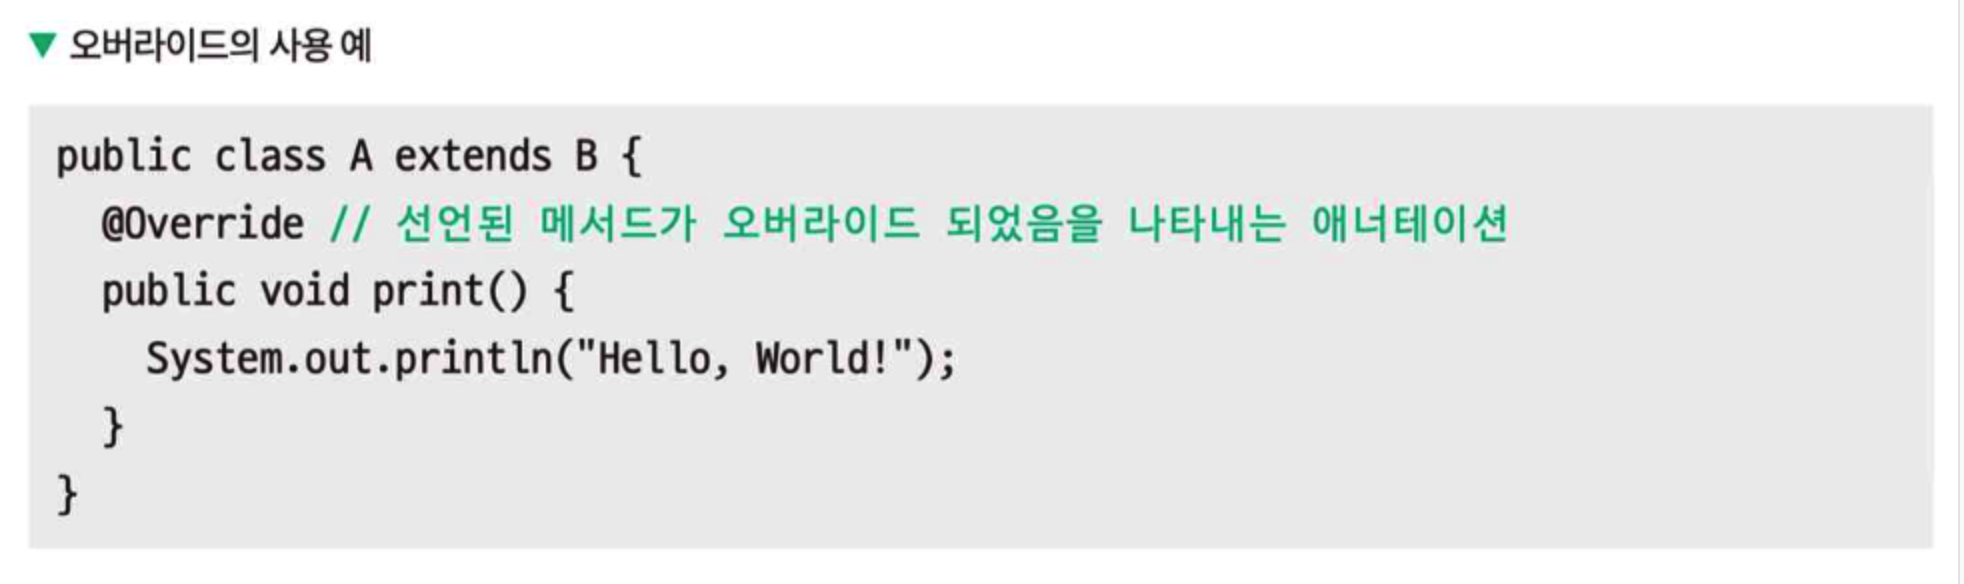 ▼ 오버라이드의 사용 예
public class A extends B {
  @Override // 선언된 메서드가 오버라이드 되었음을 나타내는 애너테이션
  public void print() {
    System.out.println("Hello, World!");
  }
}